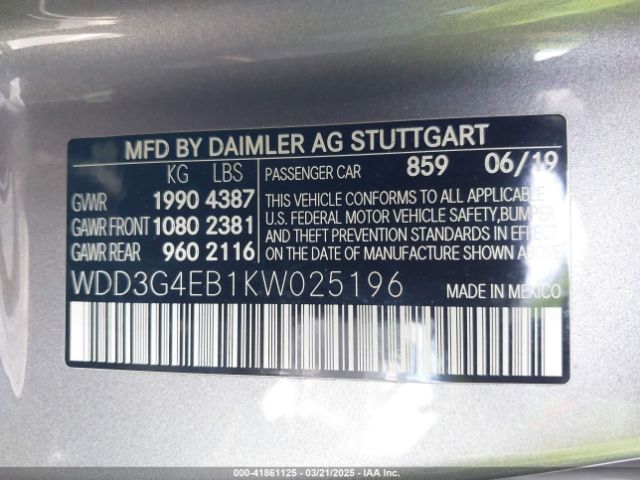 MFD BY DAIMLER AG STUTTGART
KG LBS PASSENGER CAR 859 06/19
GVWR 1990 4387 THIS VEHICLE CONFORMS TO ALL APPLICABLE
U.S. FEDERAL MOTOR VEHICLE SAFETY,BUMPER
GAWR FRONT 1080 2381 AND THEFT PREVENTION STANDARDS IN EFFECT
GAWR REAR 960 2116 ON THE DATE OF MANUFACTURE SHOWN ABOVE.
WDD3G4EB1KW025196 MADE IN MEXICO
000-41861125 - 03/21/2025 - IAA Inc.